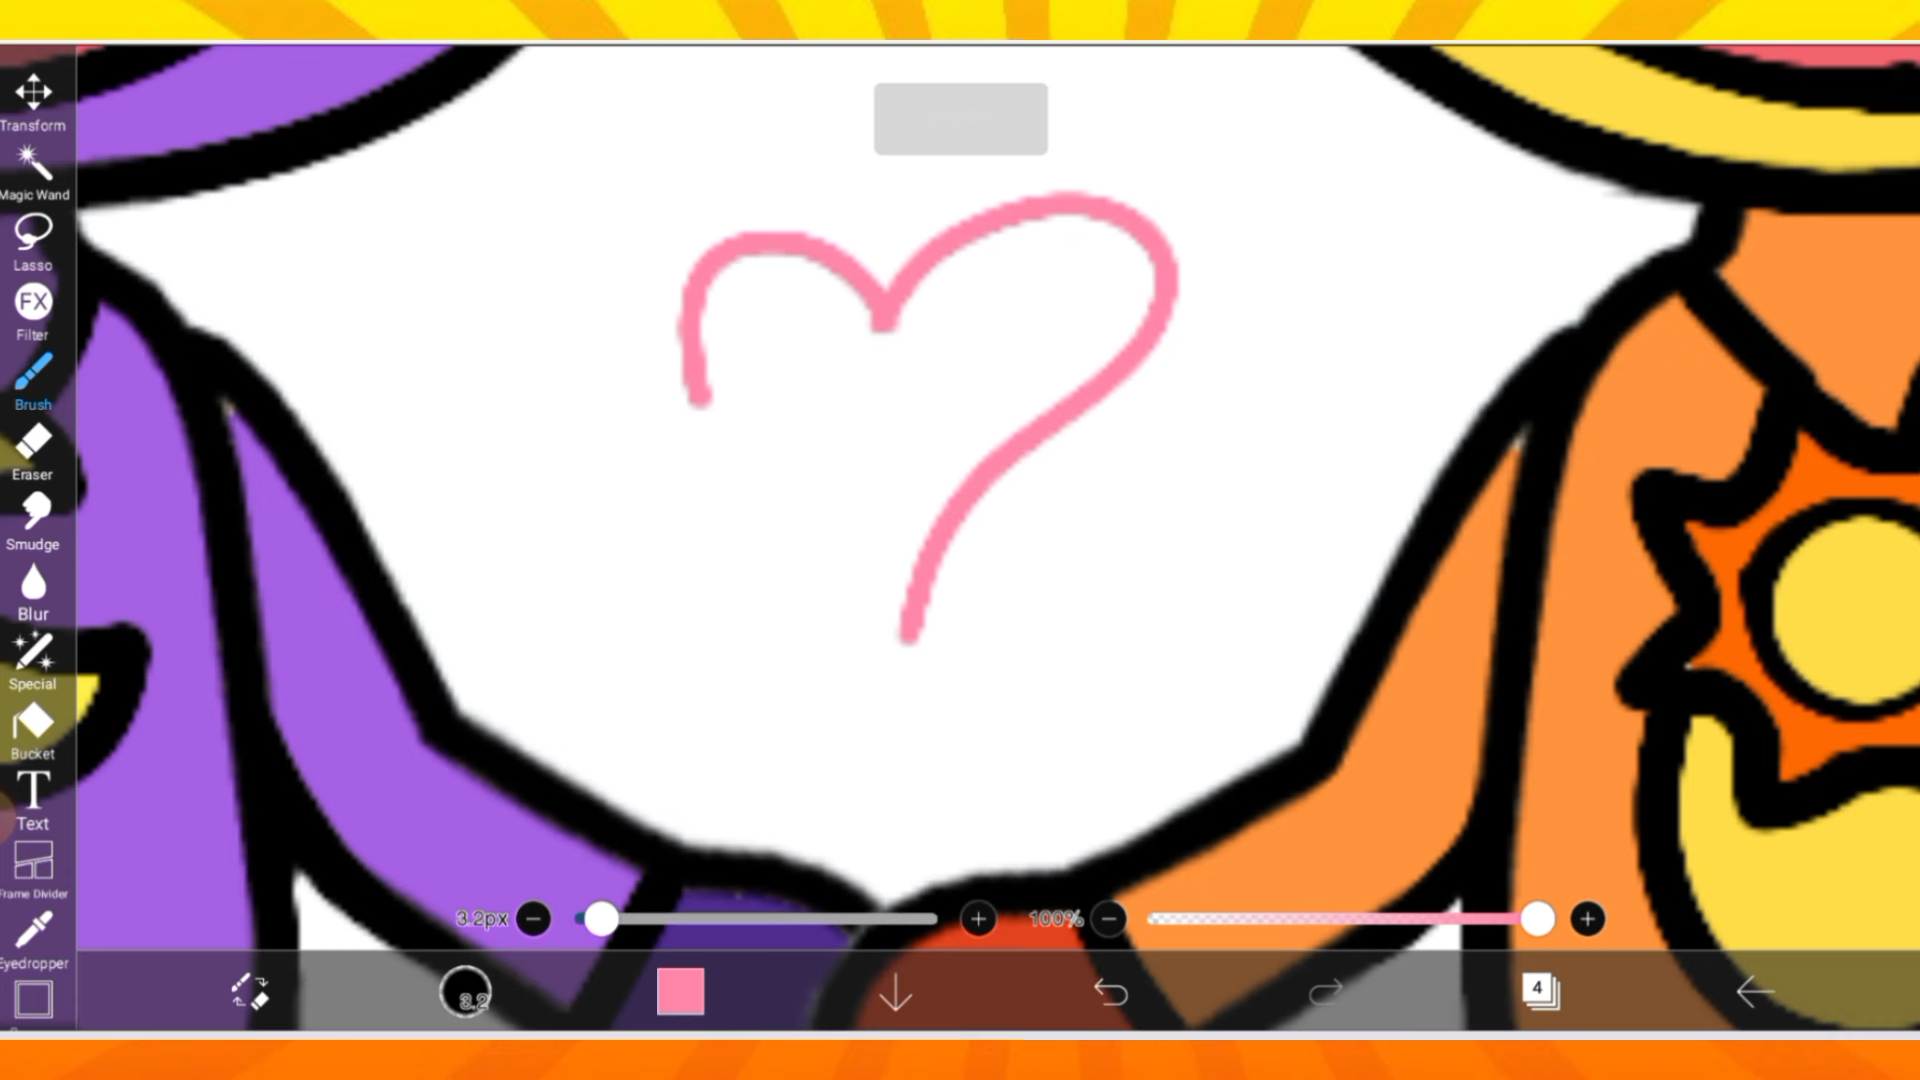 Transform
Magic Wand
Lasso
FX
Filter
Brush
Eraser
Smudge
Blur
Special
Bucket
T
Text
Frame Divider
Eyedropper
3.2px
100%
3.2
4